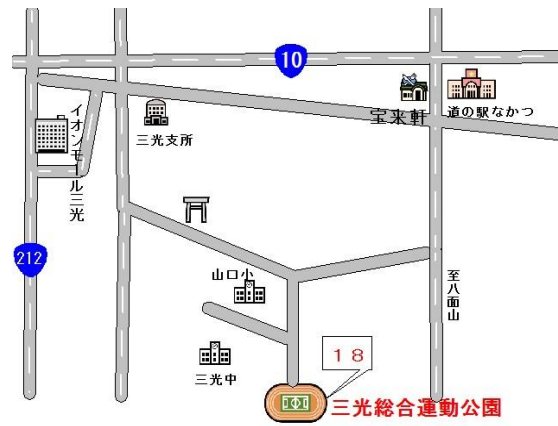 10
宝来軒
道の駅なかつ
三光支所
イオンモール三光
212
山口小
至八面山
三光中
１８
三光総合運動公園